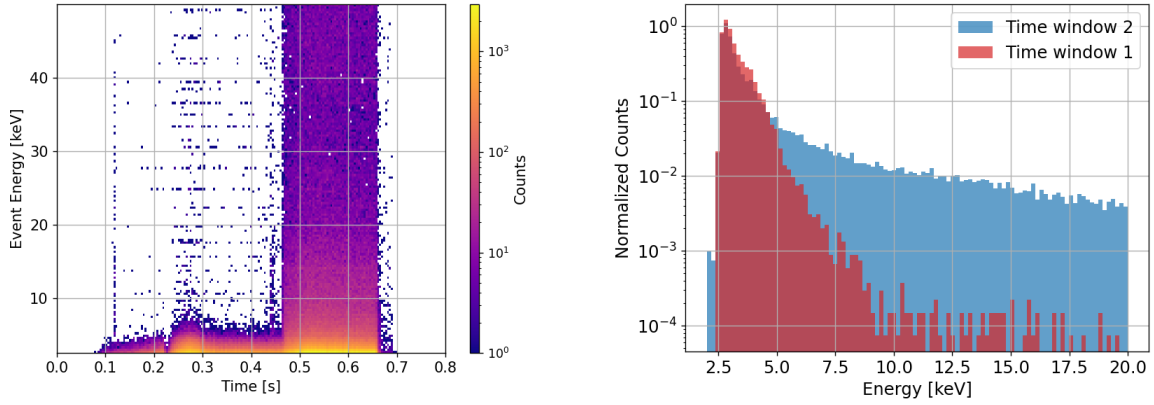 40
30
20
10
Event Energy [keV]
0.0 0.1 0.2 0.3 0.4 0.5 0.6 0.7 0.8
Time [s]
10³
10²
10¹
10⁰
Counts
10⁰
10⁻¹
10⁻²
10⁻³
10⁻⁴
Normalized Counts
Time window 2
Time window 1
2.5 5.0 7.5 10.0 12.5 15.0 17.5 20.0
Energy [keV]